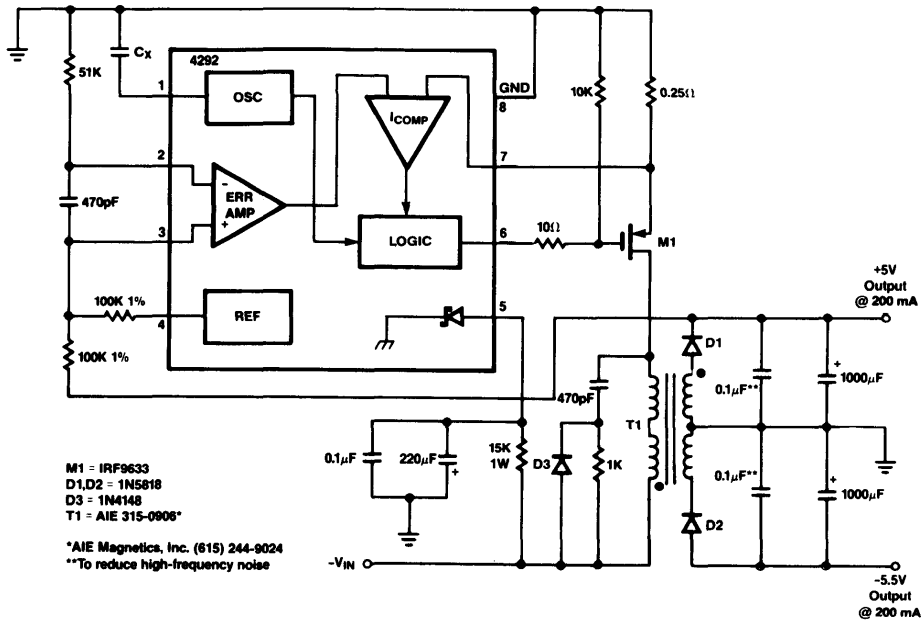 Cx
4292
51K
1
OSC
GND
8
10K
0.25Ω
ICOMP
2
7
ERR
AMP
−
+
470pF
3
LOGIC
6
10Ω
M1
+5V
Output
@ 200 mA
100K 1%
4
REF
5
100K 1%
D1
470pF
0.1μF**
+
1000μF
T1
0.1μF
220μF
+
15K
1W
D3
1K
0.1μF**
+
1000μF
D2
−VIN
−5.5V
Output
@ 200 mA
M1 = IRF9633
D1,D2 = 1N5818
D3 = 1N4148
T1 = AIE 315-0906*
*AIE Magnetics, Inc. (615) 244-9024
**To reduce high-frequency noise